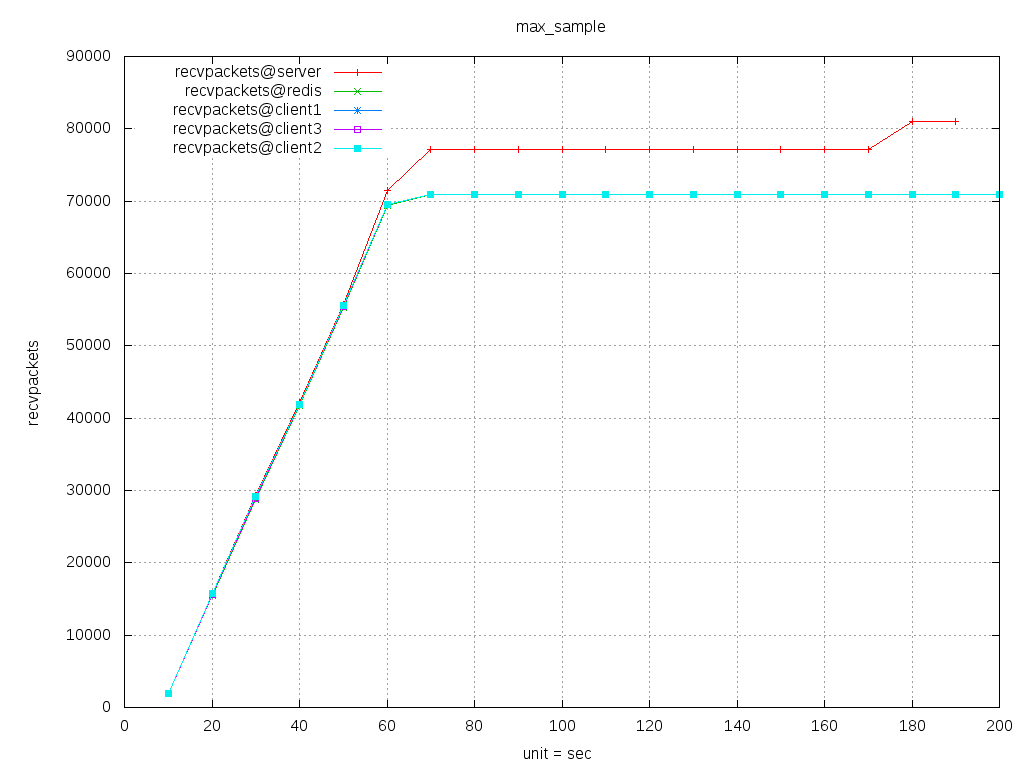 max_sample
90000
80000
70000
60000
50000
40000
30000
20000
10000
0
recvpackets
recvpackets@server
recvpackets@redis
recvpackets@client1
recvpackets@client3
recvpackets@client2
0 20 40 60 80 100 120 140 160 180 200
unit = sec